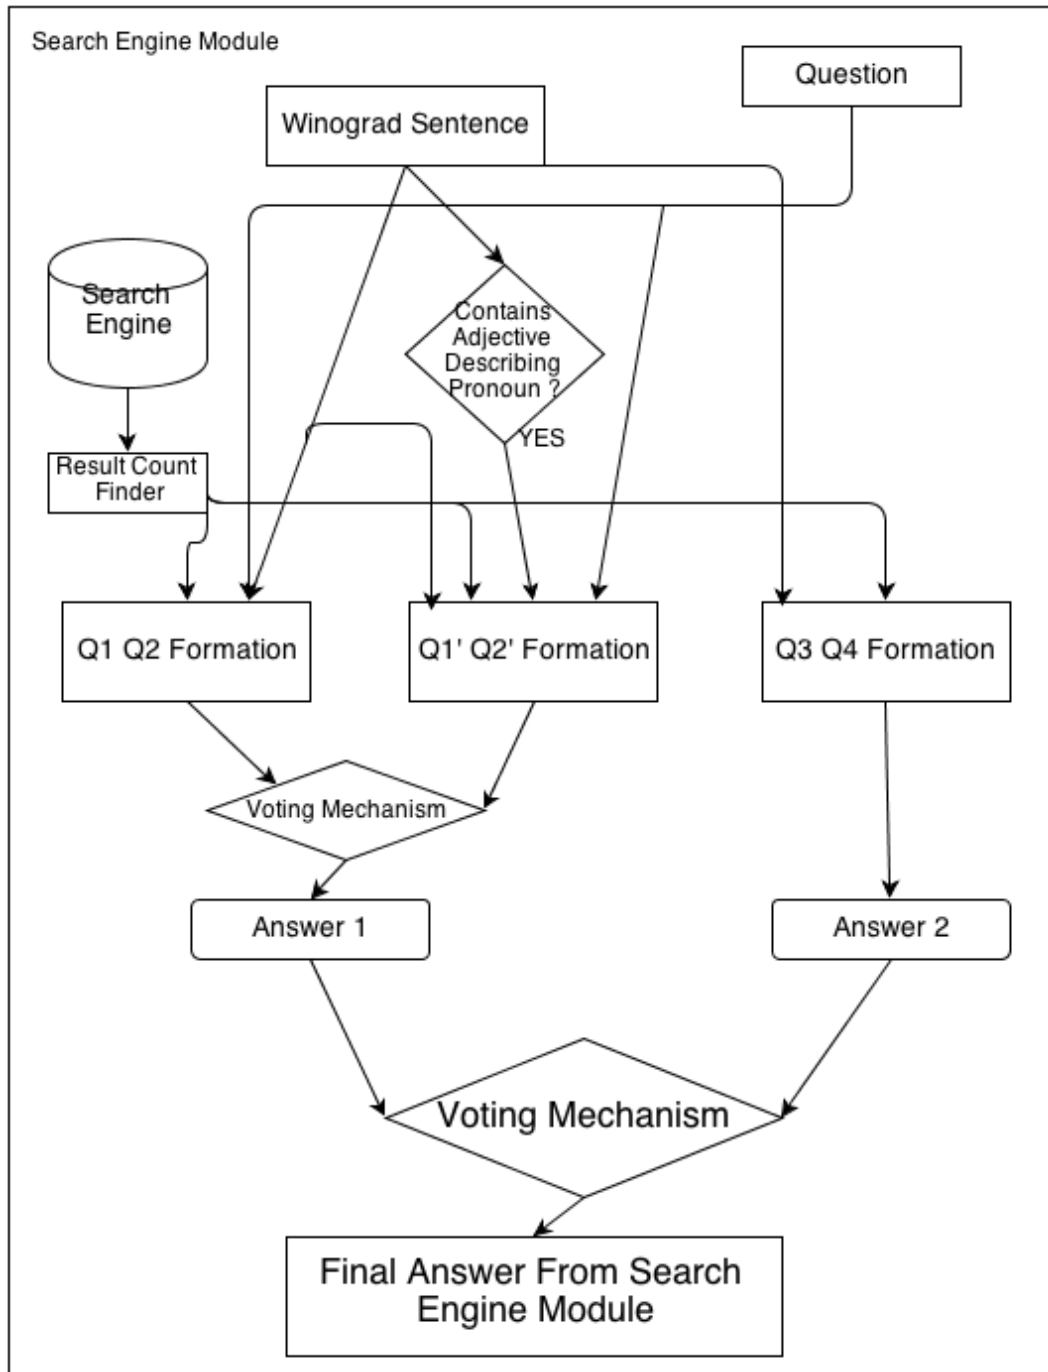 Search Engine Module
Question
Winograd Sentence
Search
Engine
Contains
Adjective
Describing
Pronoun ?
YES
Result Count
Finder
Q1 Q2 Formation
Q1' Q2' Formation
Q3 Q4 Formation
Voting Mechanism
Answer 1
Answer 2
Voting Mechanism
Final Answer From Search
Engine Module